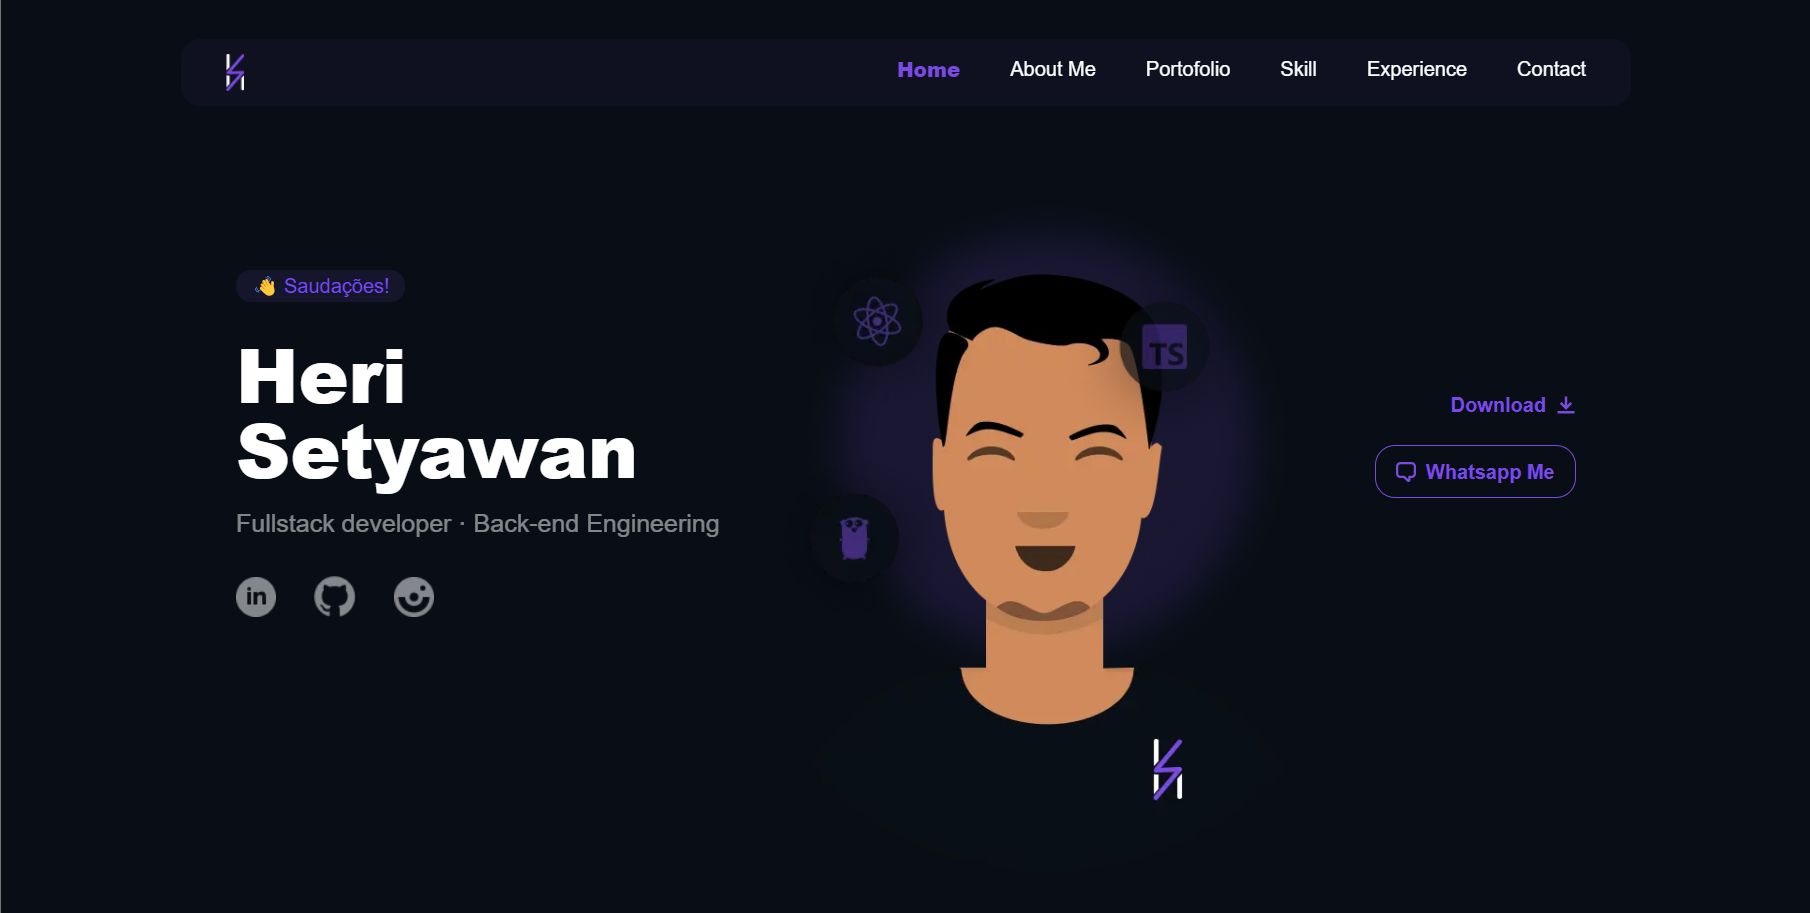 Home About Me Portofolio Skill Experience Contact
👋 Saudações!
Heri
Setyawan
Fullstack developer · Back-end Engineering
in
TS
Download
Whatsapp Me